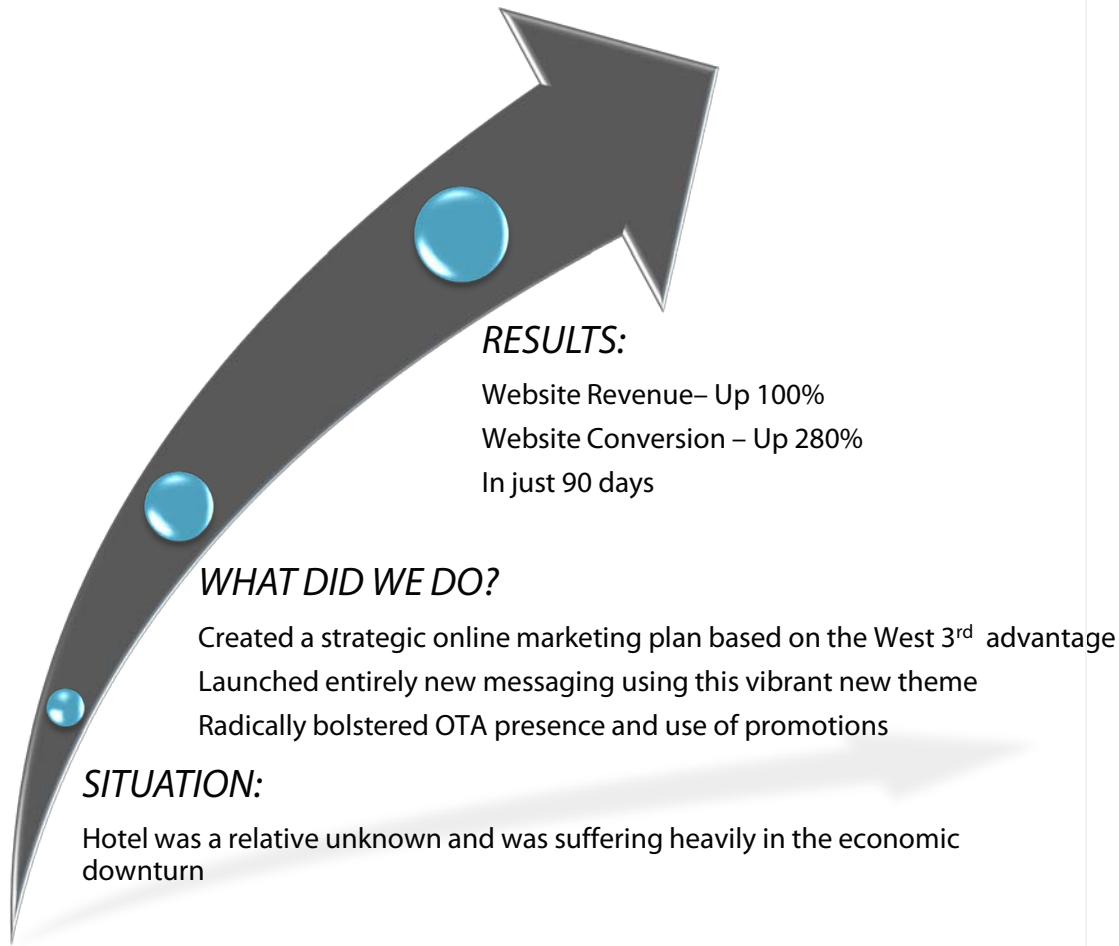 RESULTS:
Website Revenue– Up 100%
Website Conversion – Up 280%
In just 90 days
WHAT DID WE DO?
Created a strategic online marketing plan based on the West 3rd advantage
Launched entirely new messaging using this vibrant new theme
Radically bolstered OTA presence and use of promotions
SITUATION:
Hotel was a relative unknown and was suffering heavily in the economic
downturn